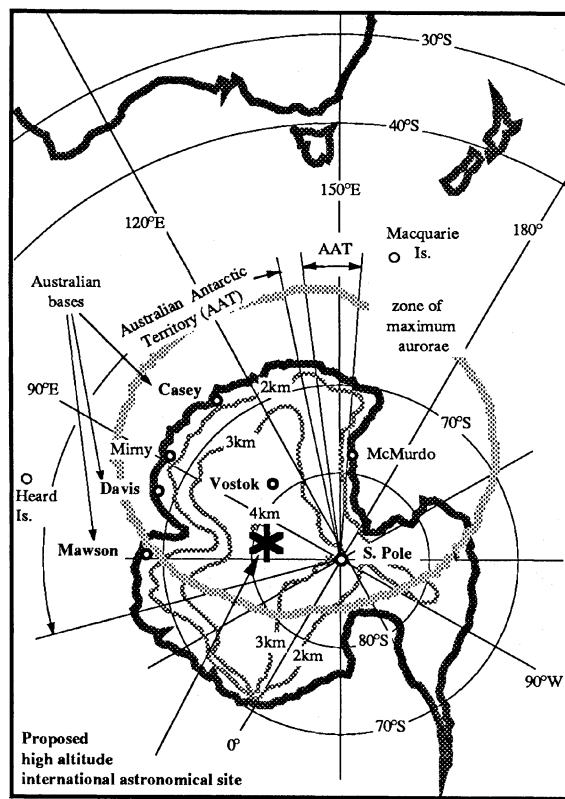 30°S
40°S
150°E
120°E
180°
Macquarie
Is.
AAT
Australian
bases
Australian Antarctic
Territory (AAT)
zone of
maximum
aurorae
90°E
Casey
2km
70°S
3km
Mirny
McMurdo
Heard
Is.
Davis
Vostok
4km
Mawson
S. Pole
3km
2km
80°S
90°W
70°S
0°
Proposed
high altitude
international astronomical site